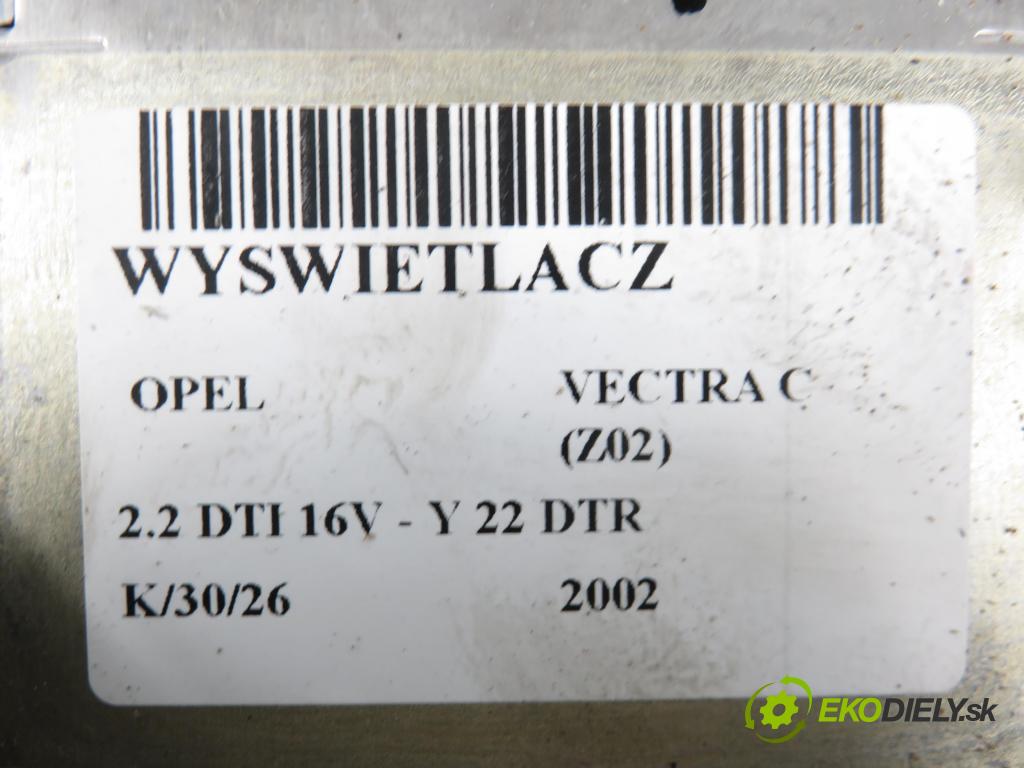 WYSWIETLACZ
OPEL VECTRA C
(Z02)
2.2 DTI 16V - Y 22 DTR
K/30/26 2002
EKODIELY.sk